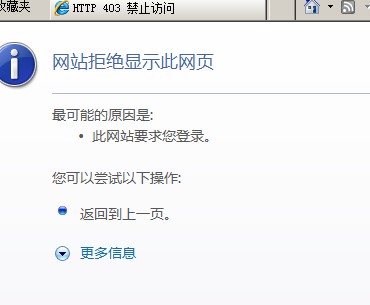 收藏夹
HTTP 403 禁止访问
网站拒绝显示此网页
最可能的原因是:
• 此网站要求您登录。
您可以尝试以下操作:
返回到上一页。
更多信息